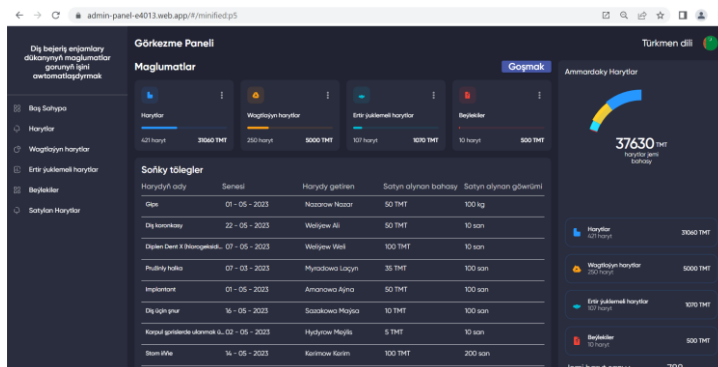 admin-panel-e4013.web.app/#/minified:p5
Diş bejeriş enjamlary
dükanynyň maglumatlar
gorunyň işini
awtomatlaşdyrmak
Baş Sahypa
Harytlar
Wagtlaýyn harytlar
Ertir ýuklemeli harytlar
Beýlekiler
Satylan Harytlar
Görkezme Paneli
Türkmen dili
Maglumatlar
Goşmak
Harytlar
421 haryt 31060 TMT
Wagtlaýyn harytlar
250 haryt 5000 TMT
Ertir ýuklemeli harytlar
107 haryt 1070 TMT
Beýlekiler
10 haryt 500 TMT
Soňky tölegler
Harydyň ady Senesi Harydy getiren Satyn alynan bahasy Satyn alynan göwrümi
Gips 01 - 05 - 2023 Nazarow Nazar 50 TMT 100 kg
Diş koronkasy 22 - 05 - 2023 Weliýew Ali 50 TMT 10 san
Diplen Dent X 07 - 05 - 2023 Weliýew Weli 100 TMT 10 san
halka 07 - 03 - 2023 Myradowa Laçyn 35 TMT 100 san
Implantant 01 - 05 - 2023 Amanowa Aýna 50 TMT 100 san
Diş üçin şnur 16 - 05 - 2023 Sazakowa Maýsa 10 TMT 100 san
Karpul şprislerde ulanmak ü... 02 - 05 - 2023 Hydyrow Meýlis 5 TMT 10 san
Stom 14 - 05 - 2023 Kerimow Kerim 100 TMT 200 san
Ammardaky Harytlar
37630 TMT
harytlar jemi
bahasy
Harytlar
421 haryt 31060 TMT
Wagtlaýyn harytlar
250 haryt 5000 TMT
Ertir ýuklemeli harytlar
107 haryt 1070 TMT
Beýlekiler
10 haryt 500 TMT